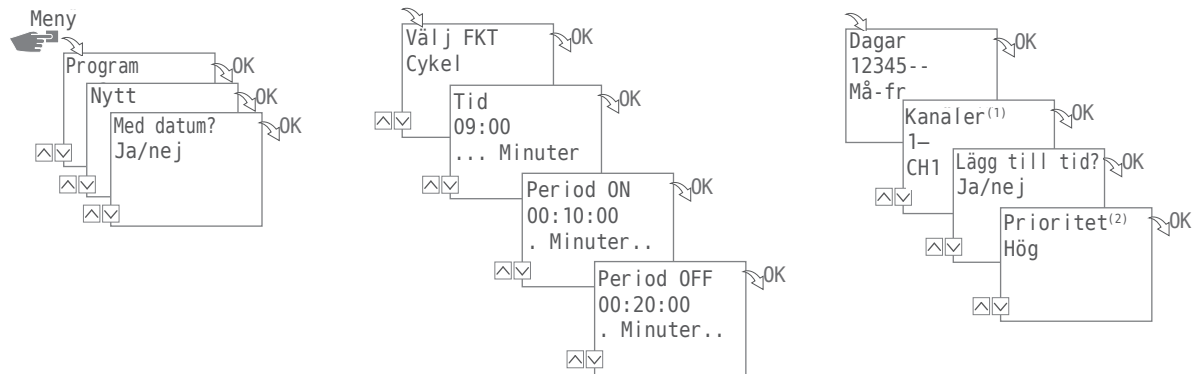 Meny
Program
OK
Nytt
OK
Med datum?
OK
Ja/nej
Välj FKT
OK
Cykel
Tid
OK
09:00
... Minuter
Period ON
OK
00:10:00
. Minuter..
Period OFF
OK
00:20:00
. Minuter..
Dagar
OK
12345--
Må-fr
Kanäler(1)
OK
1–
CH1
Lägg till tid?
OK
Ja/nej
Prioritet(2)
OK
Hög